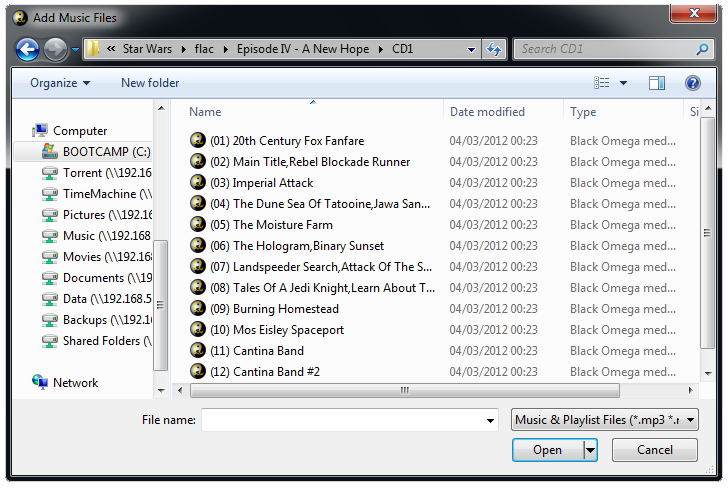 Add Music Files
« Star Wars ▸ flac ▸ Episode IV - A New Hope ▸ CD1
Search CD1
Organize
New folder
Name Date modified Type Si
Computer
BOOTCAMP (C:)
Torrent (\\192.16
TimeMachine (\\
Pictures (\\192.16
Music (\\192.168
Movies (\\192.168
Documents (\\192
Data (\\192.168.5
Backups (\\192.16
Shared Folders (\\
Network
(01) 20th Century Fox Fanfare 04/03/2012 00:23 Black Omega med...
(02) Main Title,Rebel Blockade Runner 04/03/2012 00:23 Black Omega med...
(03) Imperial Attack 04/03/2012 00:23 Black Omega med...
(04) The Dune Sea Of Tatooine,Jawa San... 04/03/2012 00:23 Black Omega med...
(05) The Moisture Farm 04/03/2012 00:23 Black Omega med...
(06) The Hologram,Binary Sunset 04/03/2012 00:23 Black Omega med...
(07) Landspeeder Search,Attack Of The S... 04/03/2012 00:23 Black Omega med...
(08) Tales Of A Jedi Knight,Learn About T... 04/03/2012 00:23 Black Omega med...
(09) Burning Homestead 04/03/2012 00:23 Black Omega med...
(10) Mos Eisley Spaceport 04/03/2012 00:23 Black Omega med...
(11) Cantina Band 04/03/2012 00:23 Black Omega med...
(12) Cantina Band #2 04/03/2012 00:23 Black Omega med...
File name:
Music & Playlist Files (*.mp3 *.r
Open
Cancel